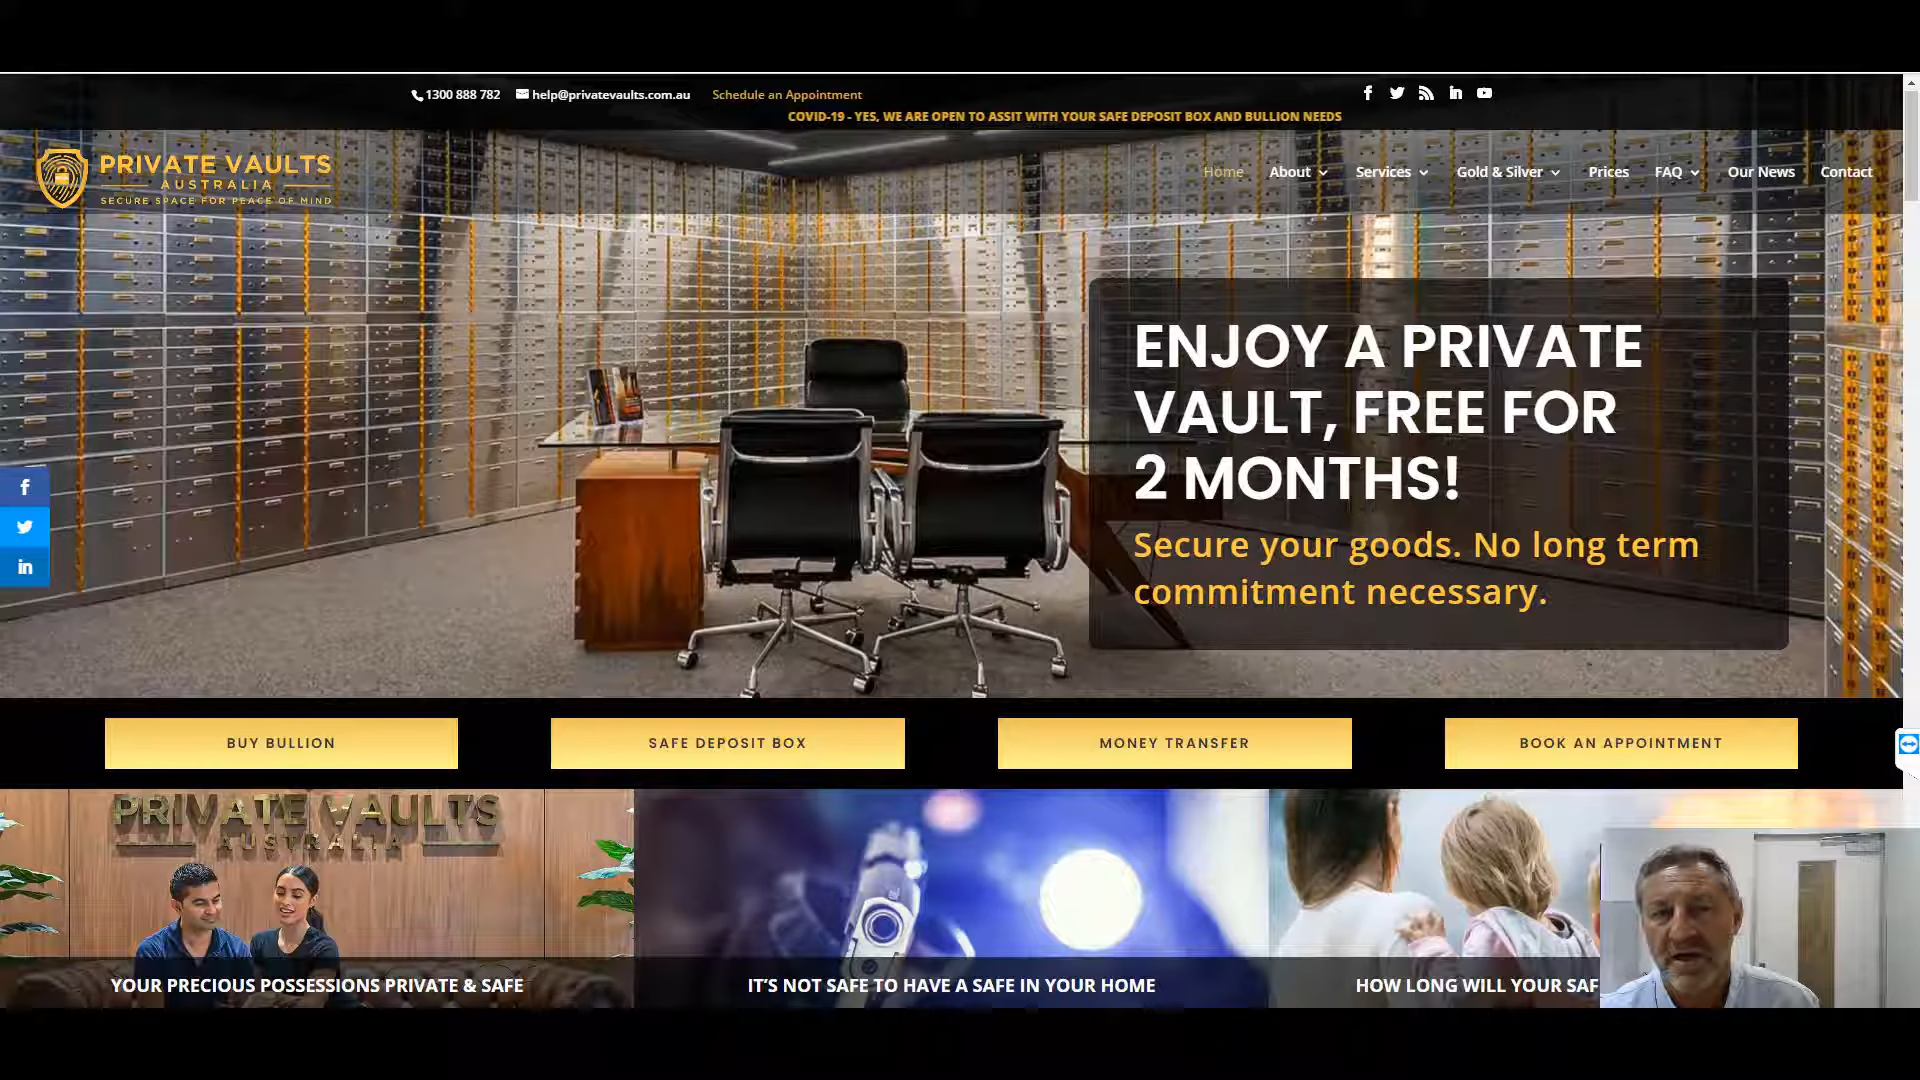 1300 888 782 help@privatevaults.com.au Schedule an Appointment
COVID-19 - YES, WE ARE OPEN TO ASSIT WITH YOUR SAFE DEPOSIT BOX AND BULLION NEEDS
PRIVATE VAULTS
AUSTRALIA
SECURE SPACE FOR PEACE OF MIND
Home About Services Gold & Silver Prices FAQ Our News Contact
ENJOY A PRIVATE
VAULT, FREE FOR
2 MONTHS!
Secure your goods. No long term
commitment necessary.
BUY BULLION SAFE DEPOSIT BOX MONEY TRANSFER BOOK AN APPOINTMENT
PRIVATE VAULTS
AUSTRALIA
YOUR PRECIOUS POSSESSIONS PRIVATE & SAFE
IT'S NOT SAFE TO HAVE A SAFE IN YOUR HOME
HOW LONG WILL YOUR SAF